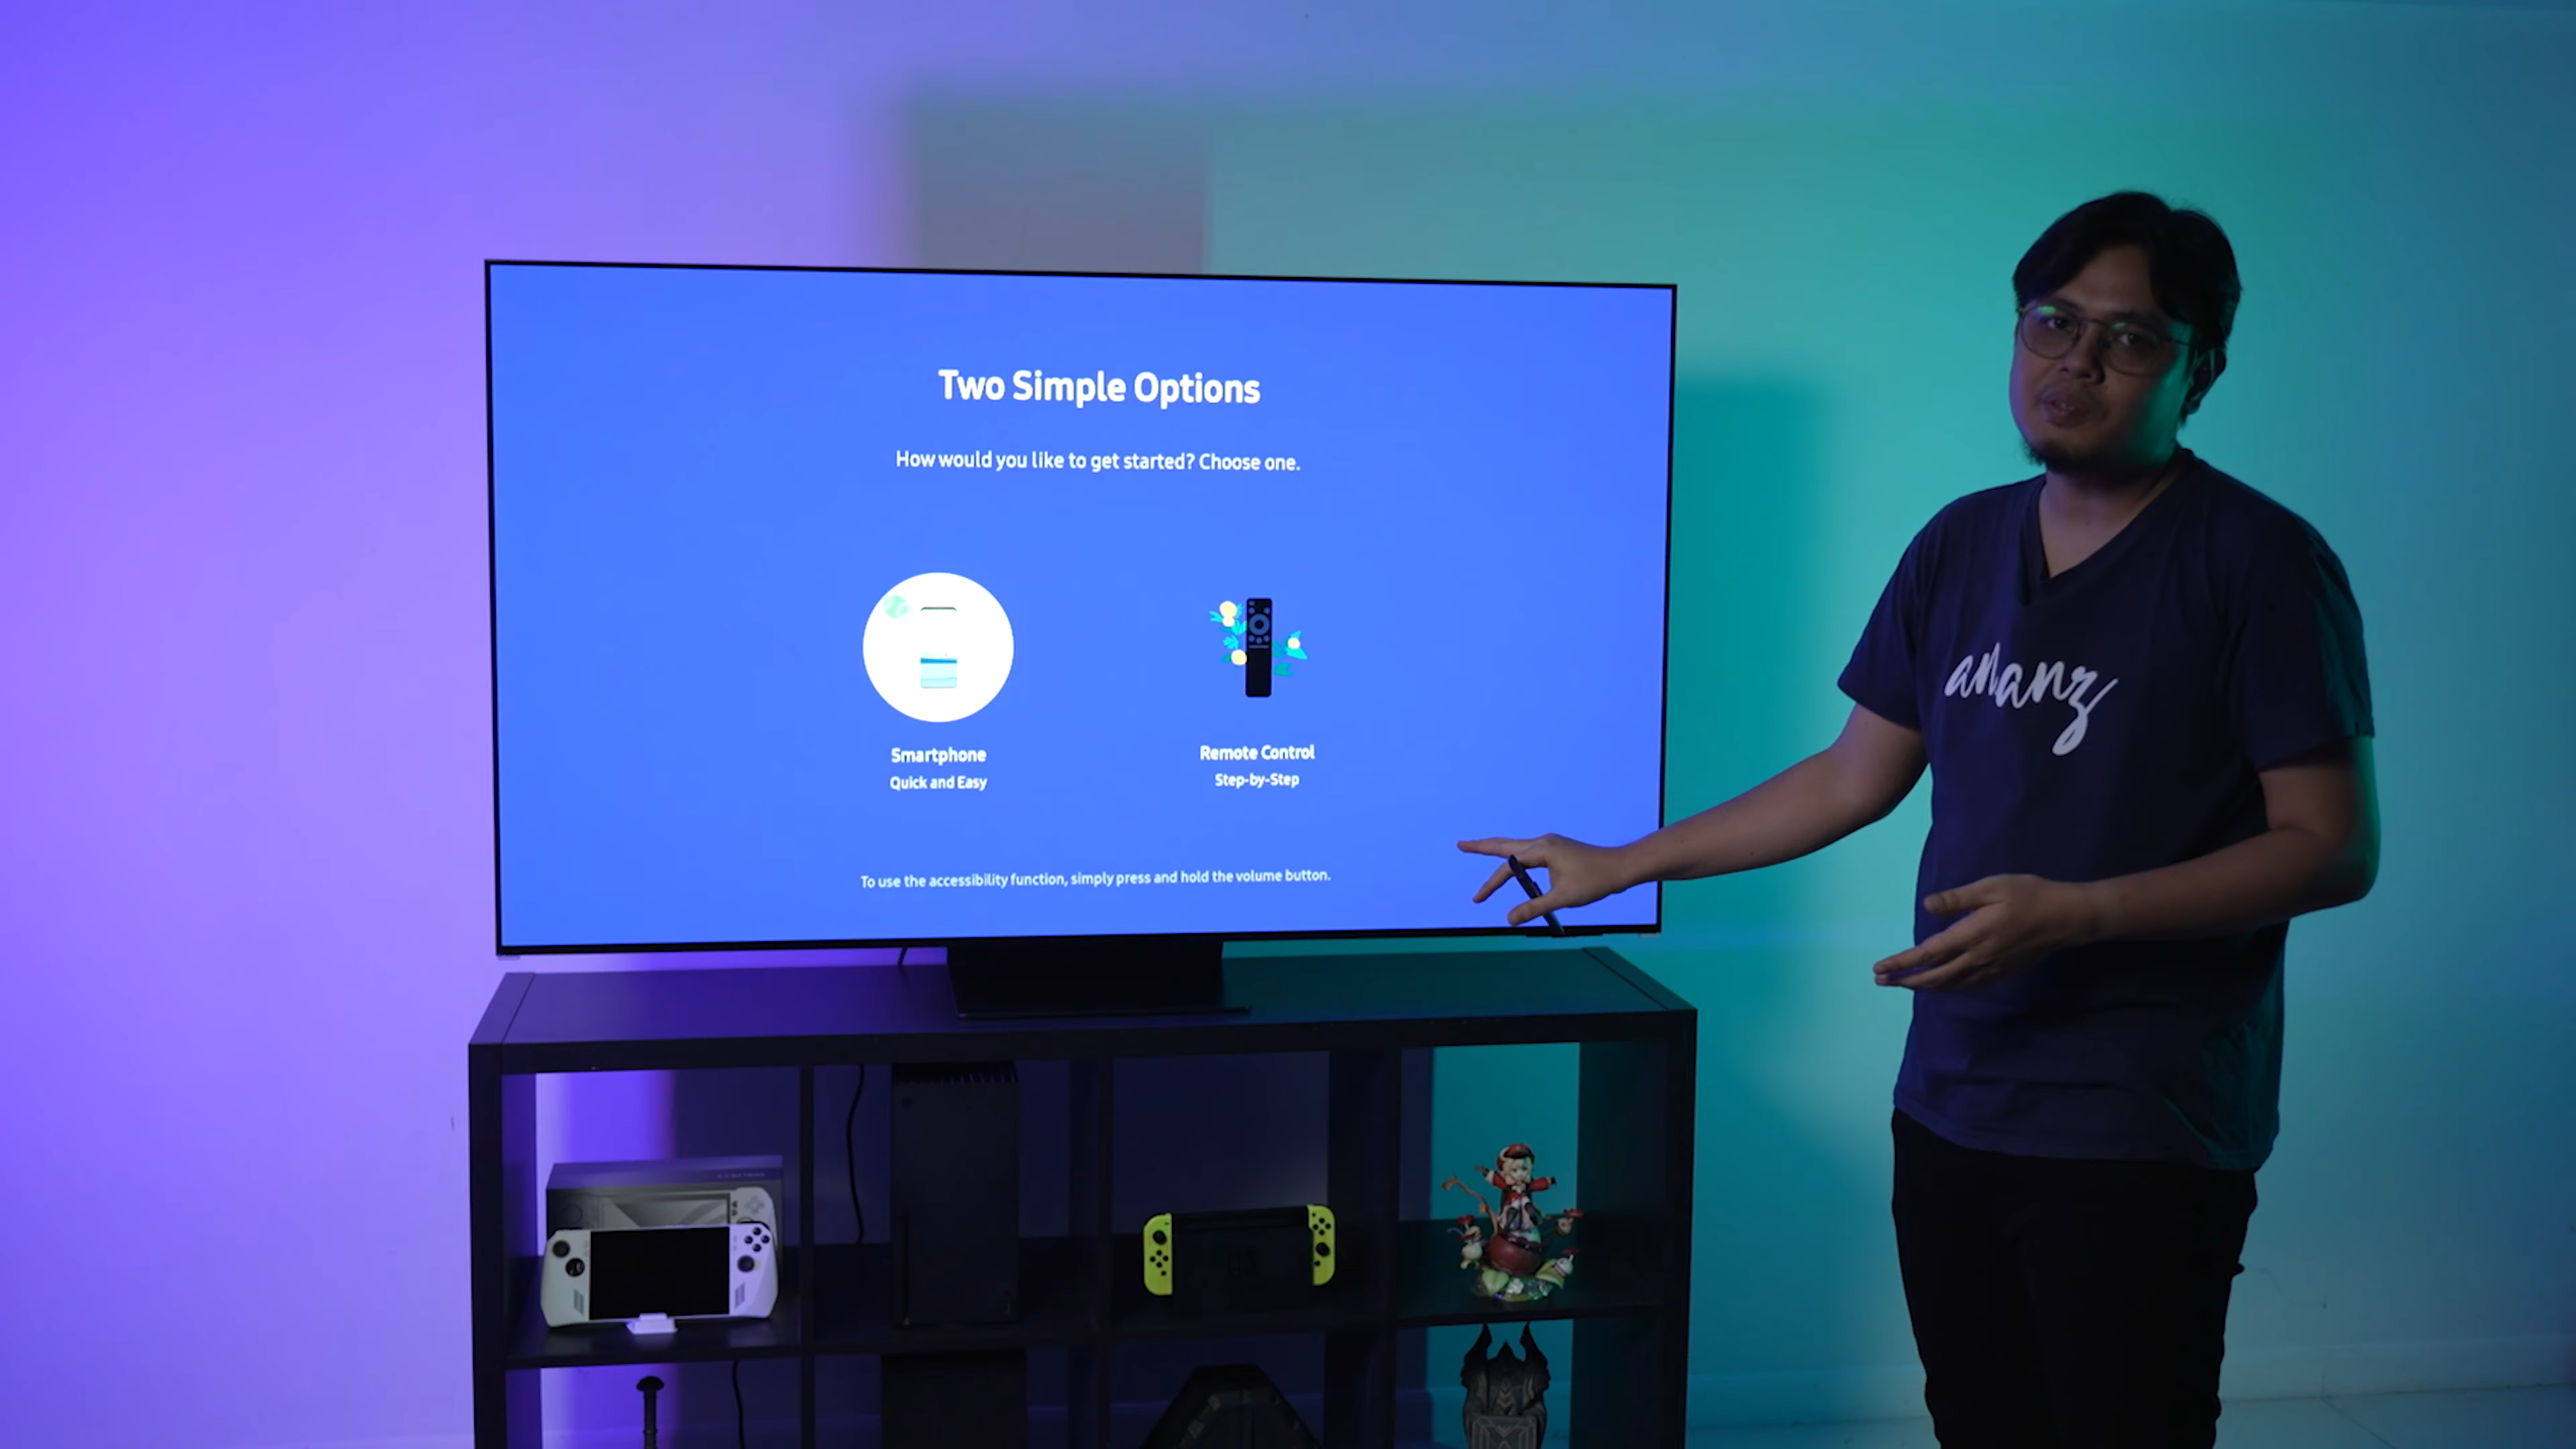 Two Simple Options
How would you like to get started? Choose one.
Smartphone
Quick and Easy
Remote Control
Step-by-Step
To use the accessibility function, simply press and hold the volume button.